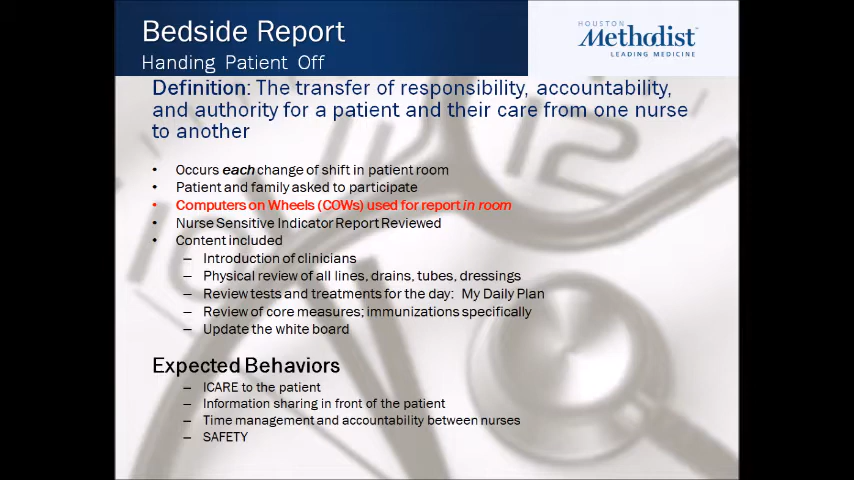 Bedside Report
Handing Patient Off
HOUSTON
Methodist
LEADING MEDICINE
Definition: The transfer of responsibility, accountability,
and authority for a patient and their care from one nurse
to another
• Occurs each change of shift in patient room
• Patient and family asked to participate
• Computers on Wheels (COWs) used for report in room
• Nurse Sensitive Indicator Report Reviewed
• Content included
– Introduction of clinicians
– Physical review of all lines, drains, tubes, dressings
– Review tests and treatments for the day: My Daily Plan
– Review of core measures; immunizations specifically
– Update the white board
Expected Behaviors
– ICARE to the patient
– Information sharing in front of the patient
– Time management and accountability between nurses
– SAFETY